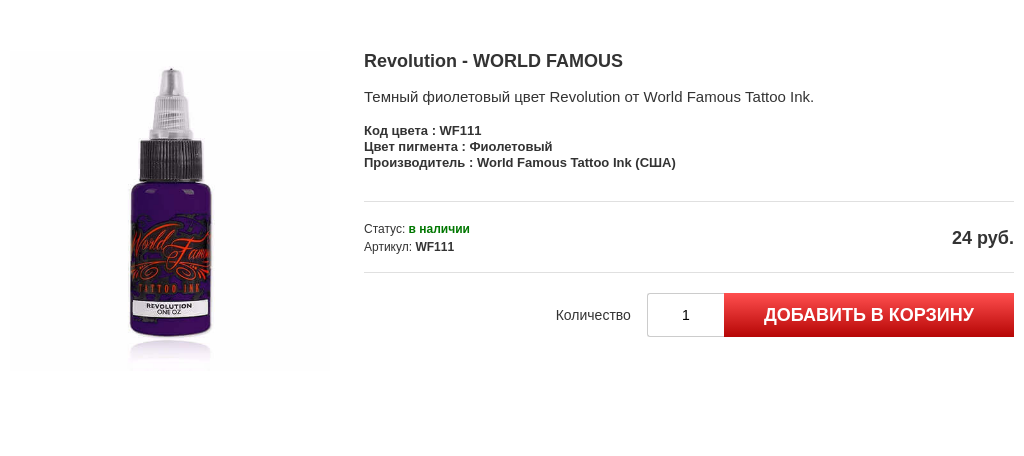 Revolution - WORLD FAMOUS
Темный фиолетовый цвет Revolution от World Famous Tattoo Ink.
Код цвета : WF111
Цвет пигмента : Фиолетовый
Производитель : World Famous Tattoo Ink (США)
Статус: в наличии
Артикул: WF111
24 руб.
Количество 1 ДОБАВИТЬ В КОРЗИНУ
World Famous
TATTOO INK
REVOLUTION
ONE OZ